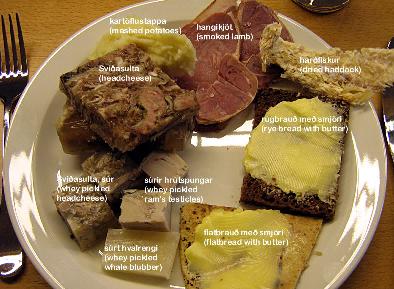 kartöflustappa
(mashed potatoes)
hangikjöt
(smoked lamb)
harðfiskur
(dried haddock)
Sviðasulta
(headcheese)
rúgbrauð með smjöri
(rye bread with butter)
Sviðasulta, súr
(whey pickled
headcheese)
súrir hrútspungar
(whey pickled
ram's testicles)
súrt hvalrengi
(whey pickled
whale blubber)
flatbrauð með smjöri
(flatbread with butter)